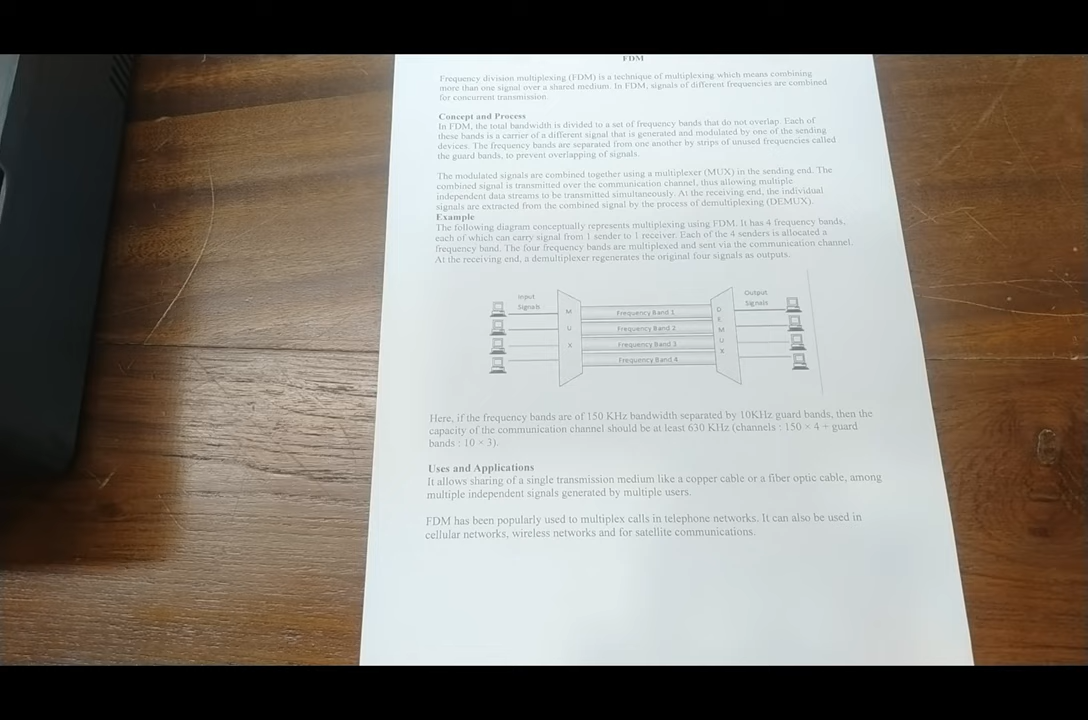 FDM
Frequency division multiplexing (FDM) is a technique of multiplexing which means combining
more than one signal over a shared medium. In FDM, signals of different frequencies are combined
for concurrent transmission.
Concept and Process
In FDM, the total bandwidth is divided to a set of frequency bands that do not overlap. Each of
these bands is a carrier of a different signal that is generated and modulated by one of the sending
devices. The frequency bands are separated from one another by strips of unused frequencies called
the guard bands, to prevent overlapping of signals.
The modulated signals are combined together using a multiplexer (MUX) in the sending end. The
combined signal is transmitted over the communication channel, thus allowing multiple
independent data streams to be transmitted simultaneously. At the receiving end, the individual
signals are extracted from the combined signal by the process of demultiplexing (DEMUX).
Example
The following diagram conceptually represents multiplexing using FDM. It has 4 frequency bands,
each of which can carry signal from 1 sender to 1 receiver. Each of the 4 senders is allocated a
frequency band. The four frequency bands are multiplexed and sent via the communication channel.
At the receiving end, a demultiplexer regenerates the original four signals as outputs.
Input
Signals
M
U
X
Frequency Band 1
Frequency Band 2
Frequency Band 3
Frequency Band 4
D
E
M
U
X
Output
Signals
Here, if the frequency bands are of 150 KHz bandwidth separated by 10KHz guard bands, then the
capacity of the communication channel should be at least 630 KHz (channels : 150 × 4 + guard
bands : 10 × 3).
Uses and Applications
It allows sharing of a single transmission medium like a copper cable or a fiber optic cable, among
multiple independent signals generated by multiple users.
FDM has been popularly used to multiplex calls in telephone networks. It can also be used in
cellular networks, wireless networks and for satellite communications.